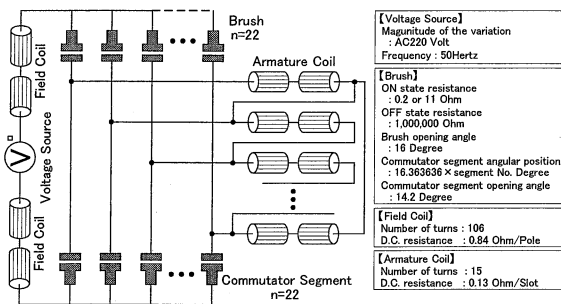 Brush
n=22
Field Coil
Armature Coil
V
Voltage Source
Field Coil
Commutator Segment
n=22
【Voltage Source】
Magunitude of the variation
: AC220 Volt
Frequency : 50Hertz
【Brush】
ON state resistance
: 0.2 or 11 Ohm
OFF state resistance
: 1,000,000 Ohm
Brush opening angle
: 16 Degree
Commutator segment angular position
: 16.363636 × segment No. Degree
Commutator segment opening angle
: 14.2 Degree
【Field Coil】
Number of turns : 106
D.C. resistance : 0.84 Ohm/Pole
【Armature Coil】
Number of turns : 15
D.C. resistance : 0.13 Ohm/Slot